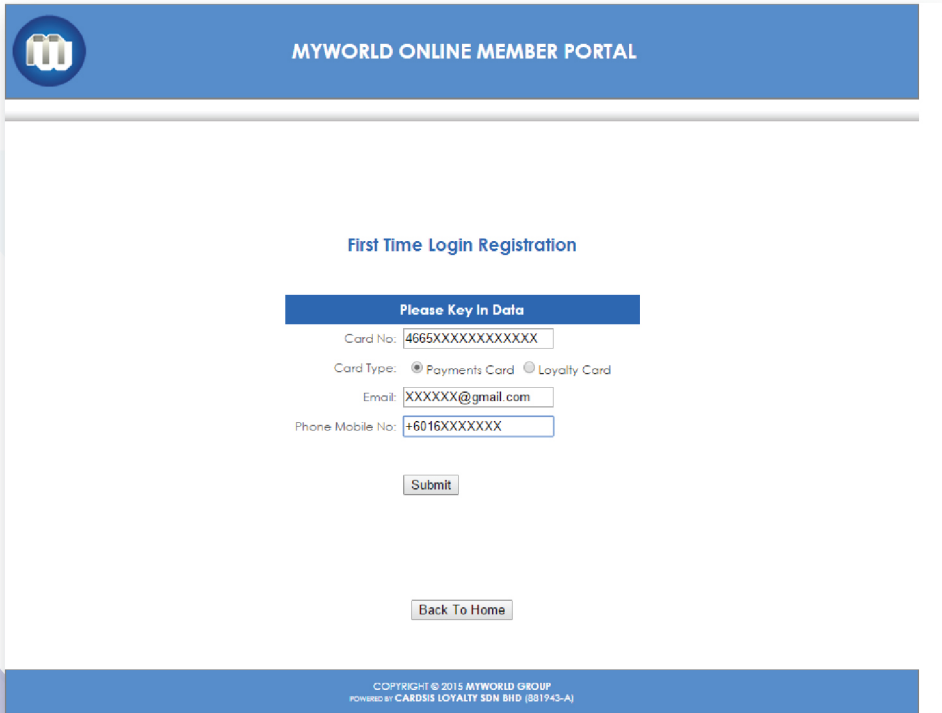 m
MYWORLD ONLINE MEMBER PORTAL
First Time Login Registration
Please Key In Data
Card No: 4665XXXXXXXXXXXX
Card Type: Payments Card Loyalty Card
Email: XXXXXX@gmail.com
Phone Mobile No: +6016XXXXXXX
Submit
Back To Home
COPYRIGHT © 2015 MYWORLD GROUP
POWERED BY CARDSIS LOYALTY SDN BHD (881943-A)